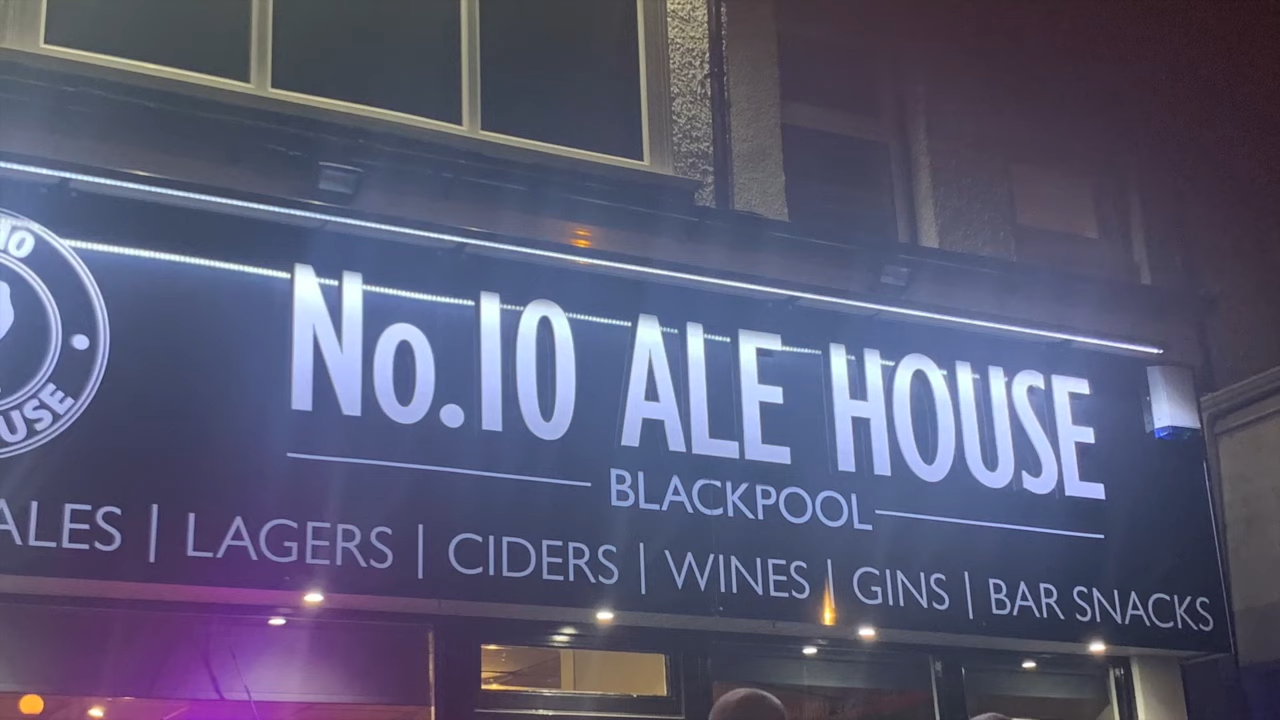 No.10 ALE HOUSE
BLACKPOOL
ALES | LAGERS | CIDERS | WINES | GINS | BAR SNACKS